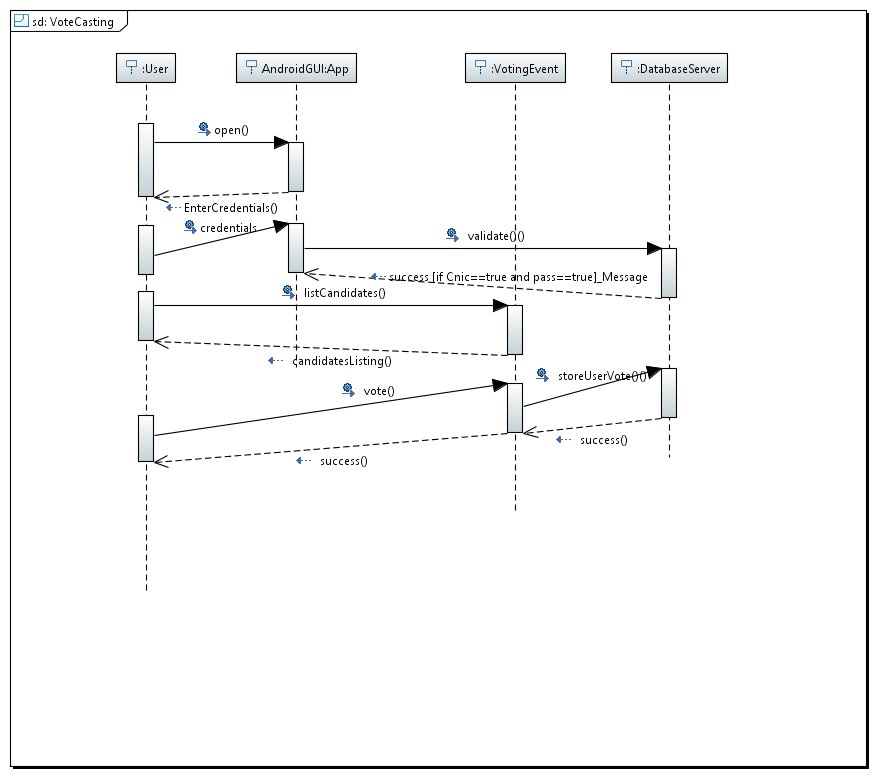 sd: VoteCasting
:User
AndroidGUI:App
:VotingEvent
:DatabaseServer
open()
EnterCredentials()
credentials
validate()()
success [if Cnic==true and pass==true]_Message
listCandidates()
candidatesListing()
storeUserVote()()
vote()
success()
success()